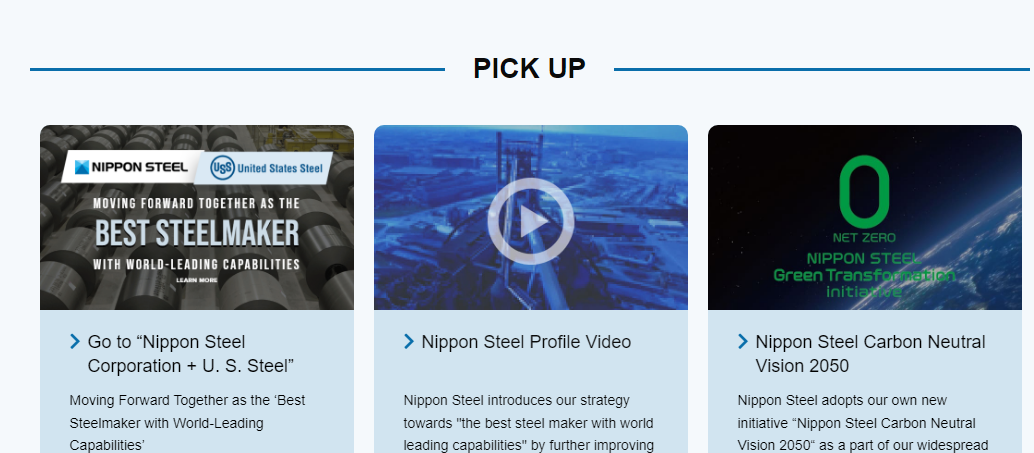 PICK UP
NIPPON STEEL
USS United States Steel
MOVING FORWARD TOGETHER AS THE
BEST STEELMAKER
WITH WORLD-LEADING CAPABILITIES
LEARN MORE
Go to “Nippon Steel
Corporation + U. S. Steel”
Moving Forward Together as the ‘Best
Steelmaker with World-Leading
Capabilities’
Nippon Steel Profile Video
Nippon Steel introduces our strategy
towards "the best steel maker with world
leading capabilities" by further improving
0
NET ZERO
NIPPON STEEL
Green Transformation
initiative
Nippon Steel Carbon Neutral
Vision 2050
Nippon Steel adopts our own new
initiative “Nippon Steel Carbon Neutral
Vision 2050“ as a part of our widespread